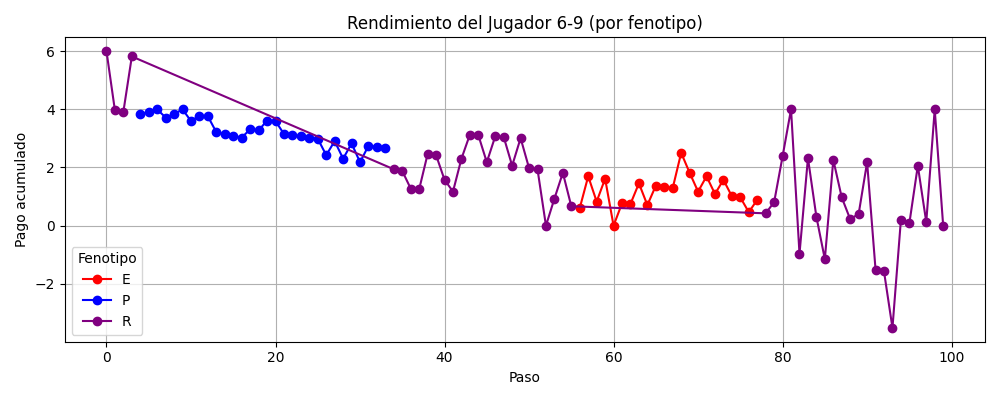 Rendimiento del Jugador 6-9 (por fenotipo)
Pago acumulado
6
4
2
0
−2
Fenotipo
E
P
R
0 20 40 60 80 100
Paso